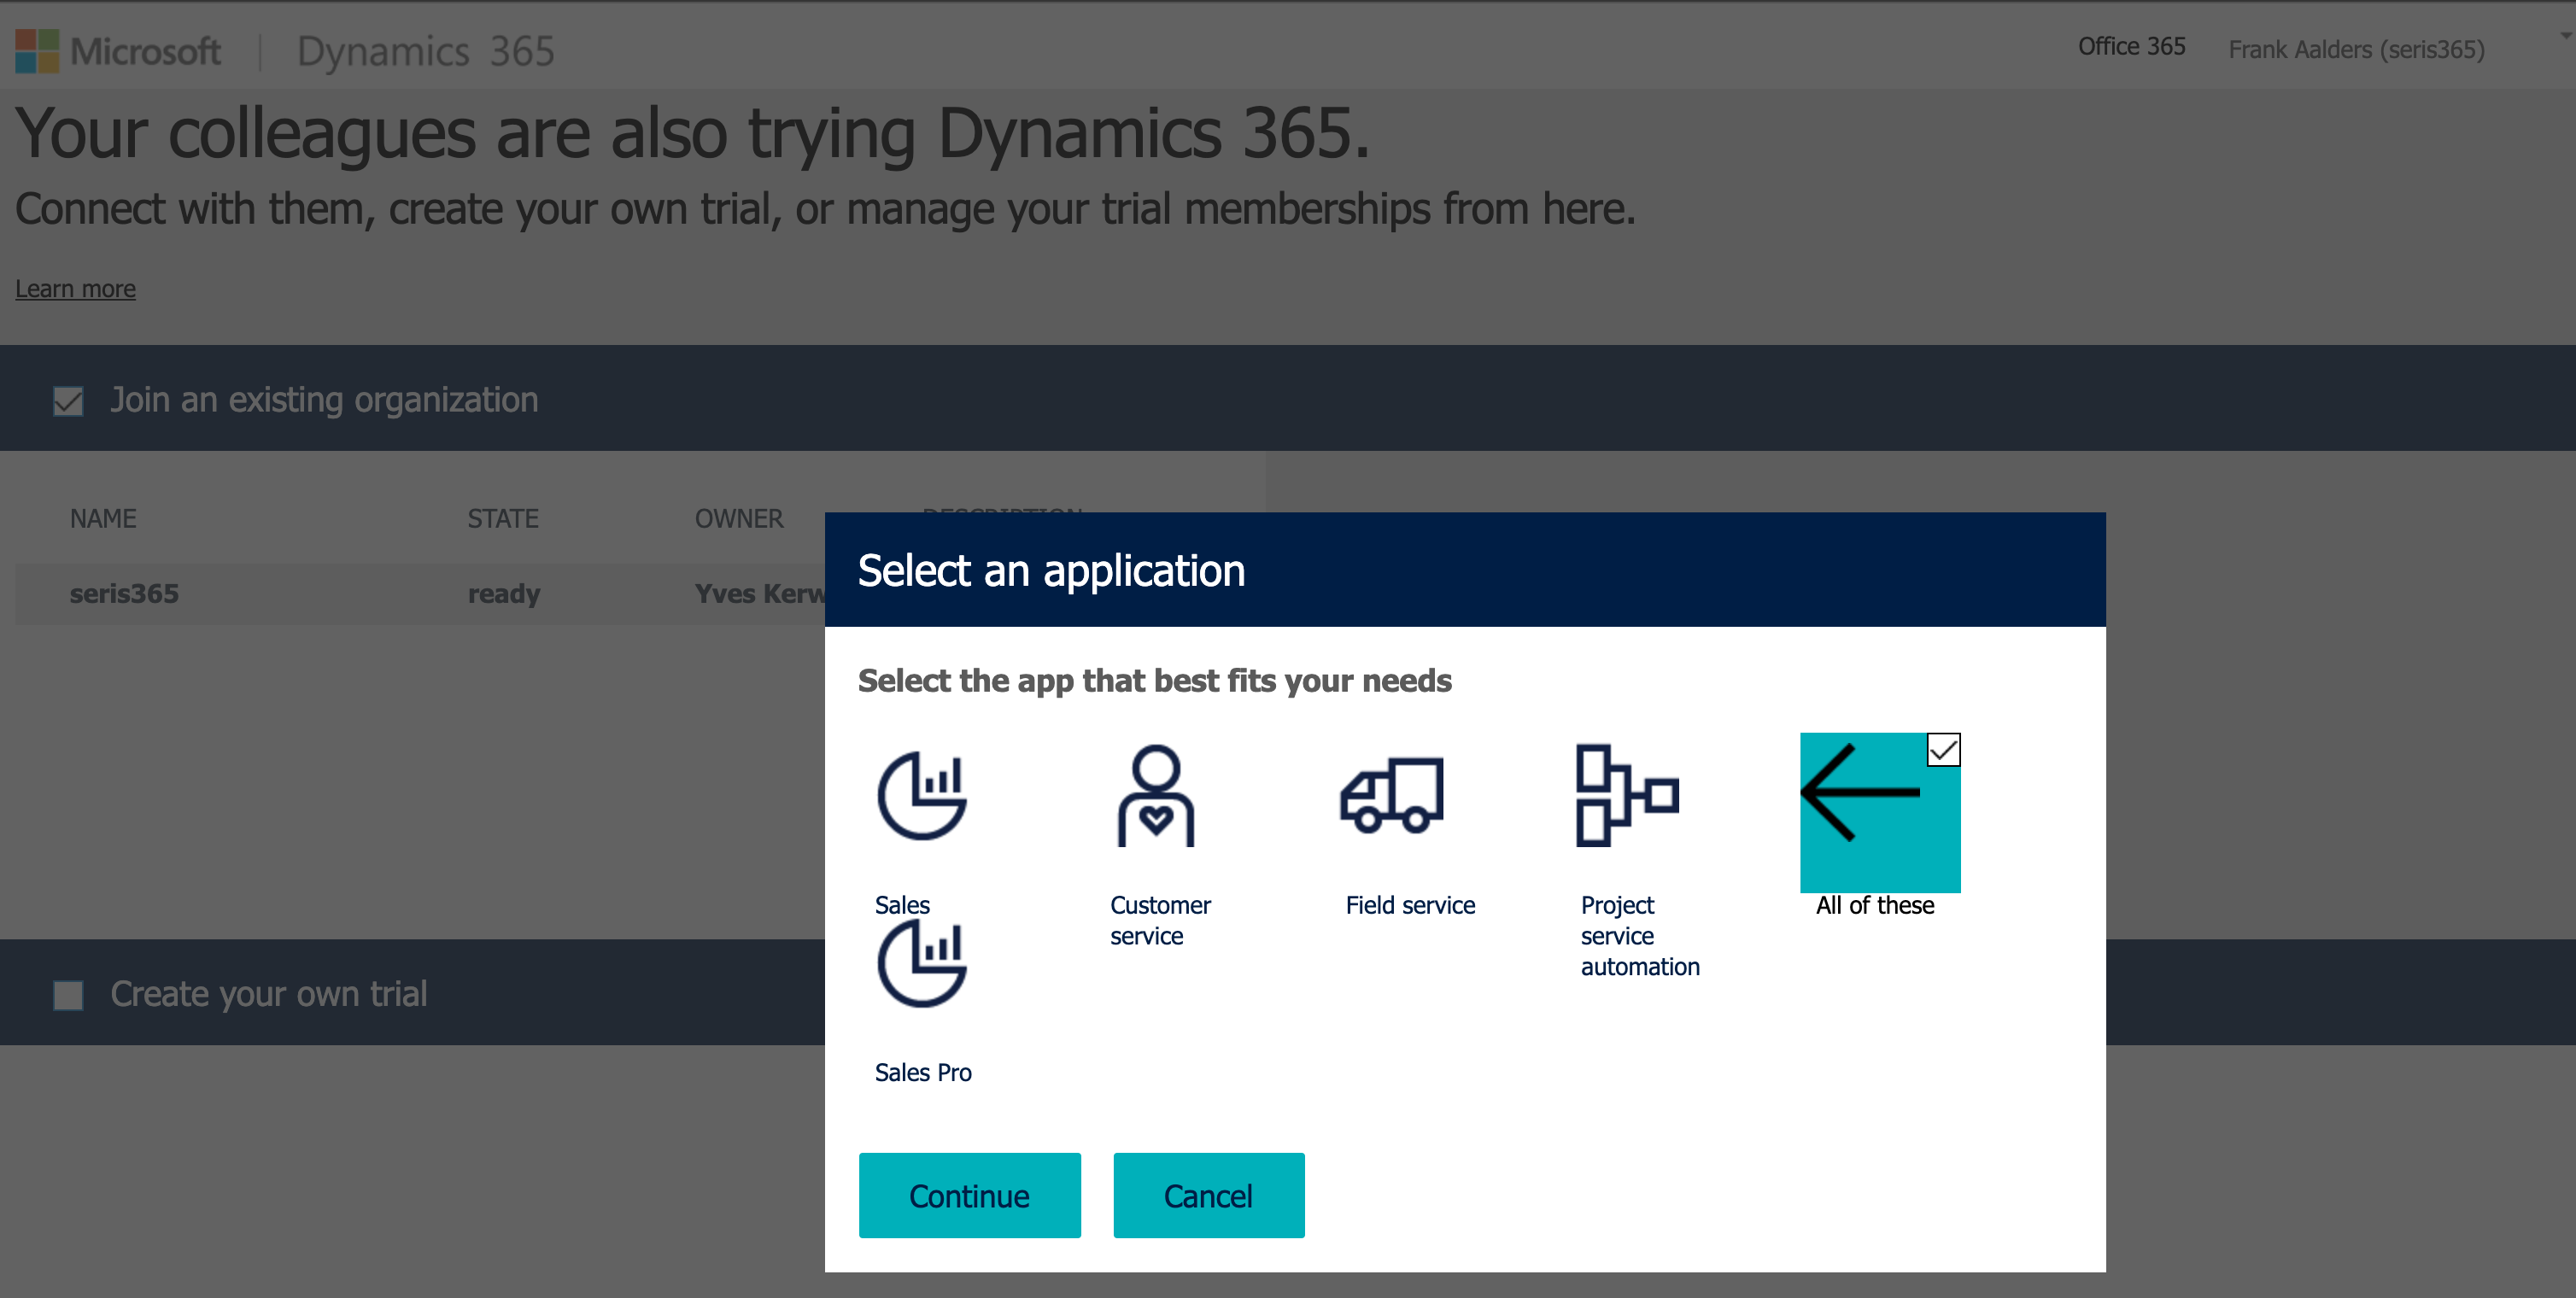 Microsoft | Dynamics 365
Office 365 Frank Aalders (seris365)
Your colleagues are also trying Dynamics 365.
Connect with them, create your own trial, or manage your trial memberships from here.
Learn more
Join an existing organization
NAME STATE OWNER DESCRIPTION
seris365 ready Yves
Select an application
Select the app that best fits your needs
Sales
Customer
service
Field service
Project
service
automation
All of these
Sales Pro
Continue Cancel
Create your own trial